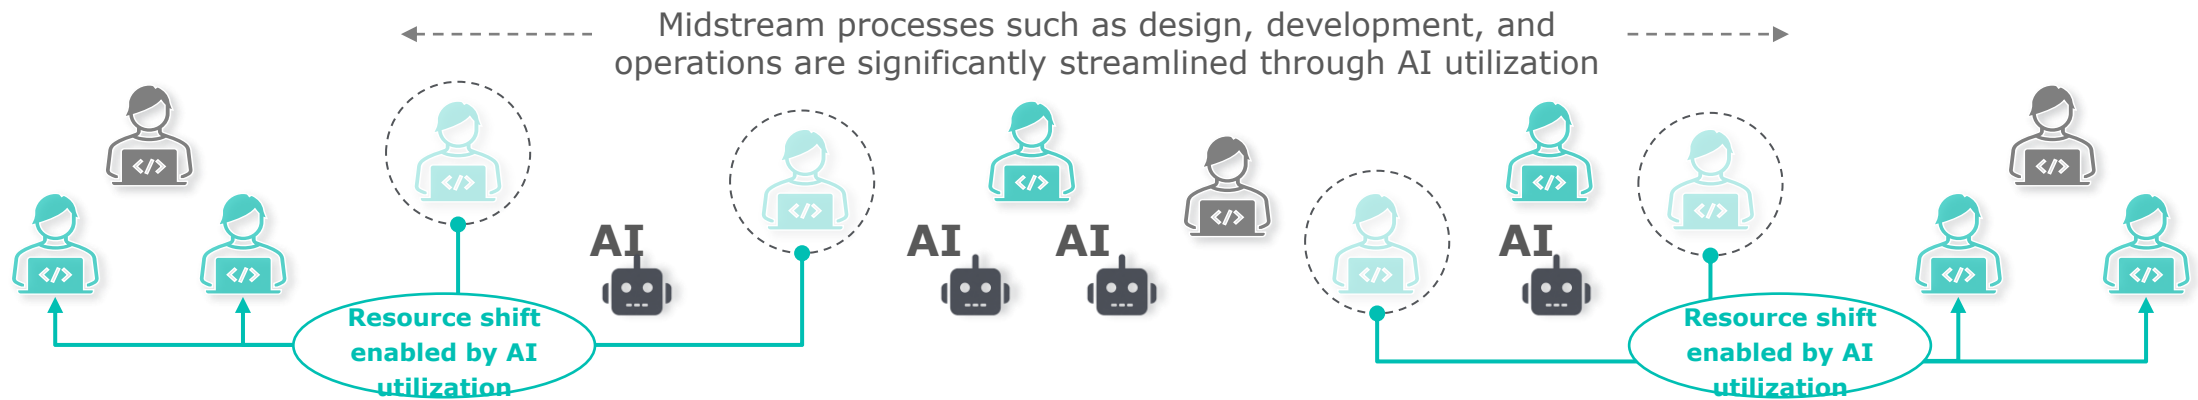 Midstream processes such as design, development, and
operations are significantly streamlined through AI utilization
</>
</>
</>
</>
</>
</>
</>
</>
</>
</>
</>
</>
</>
</>
AI
AI
AI
AI
Resource shift
enabled by AI
utilization
Resource shift
enabled by AI
utilization